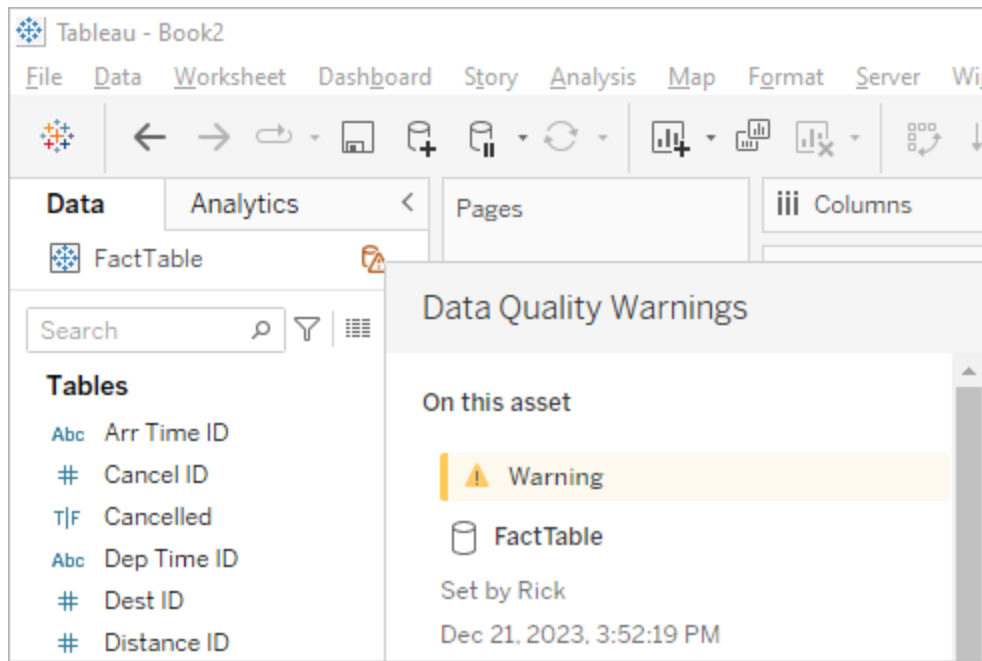 Tableau - Book2
File Data Worksheet Dashboard Story Analysis Map Format Server
Data Analytics
Pages
Columns
FactTable
Data Quality Warnings
Search
Tables
On this asset
Abc Arr Time ID
# Cancel ID
Warning
T|F Cancelled
FactTable
Abc Dep Time ID
# Dest ID
Set by Rick
# Distance ID
Dec 21, 2023, 3:52:19 PM